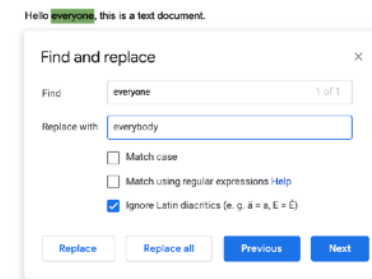 Hello everyone, this is a text document.
Find and replace ×
Find everyone 1 of 1
Replace with everybody
Match case
Match using regular expressions Help
Ignore Latin diacritics (e. g. ä = a, E = É)
Replace Replace all Previous Next